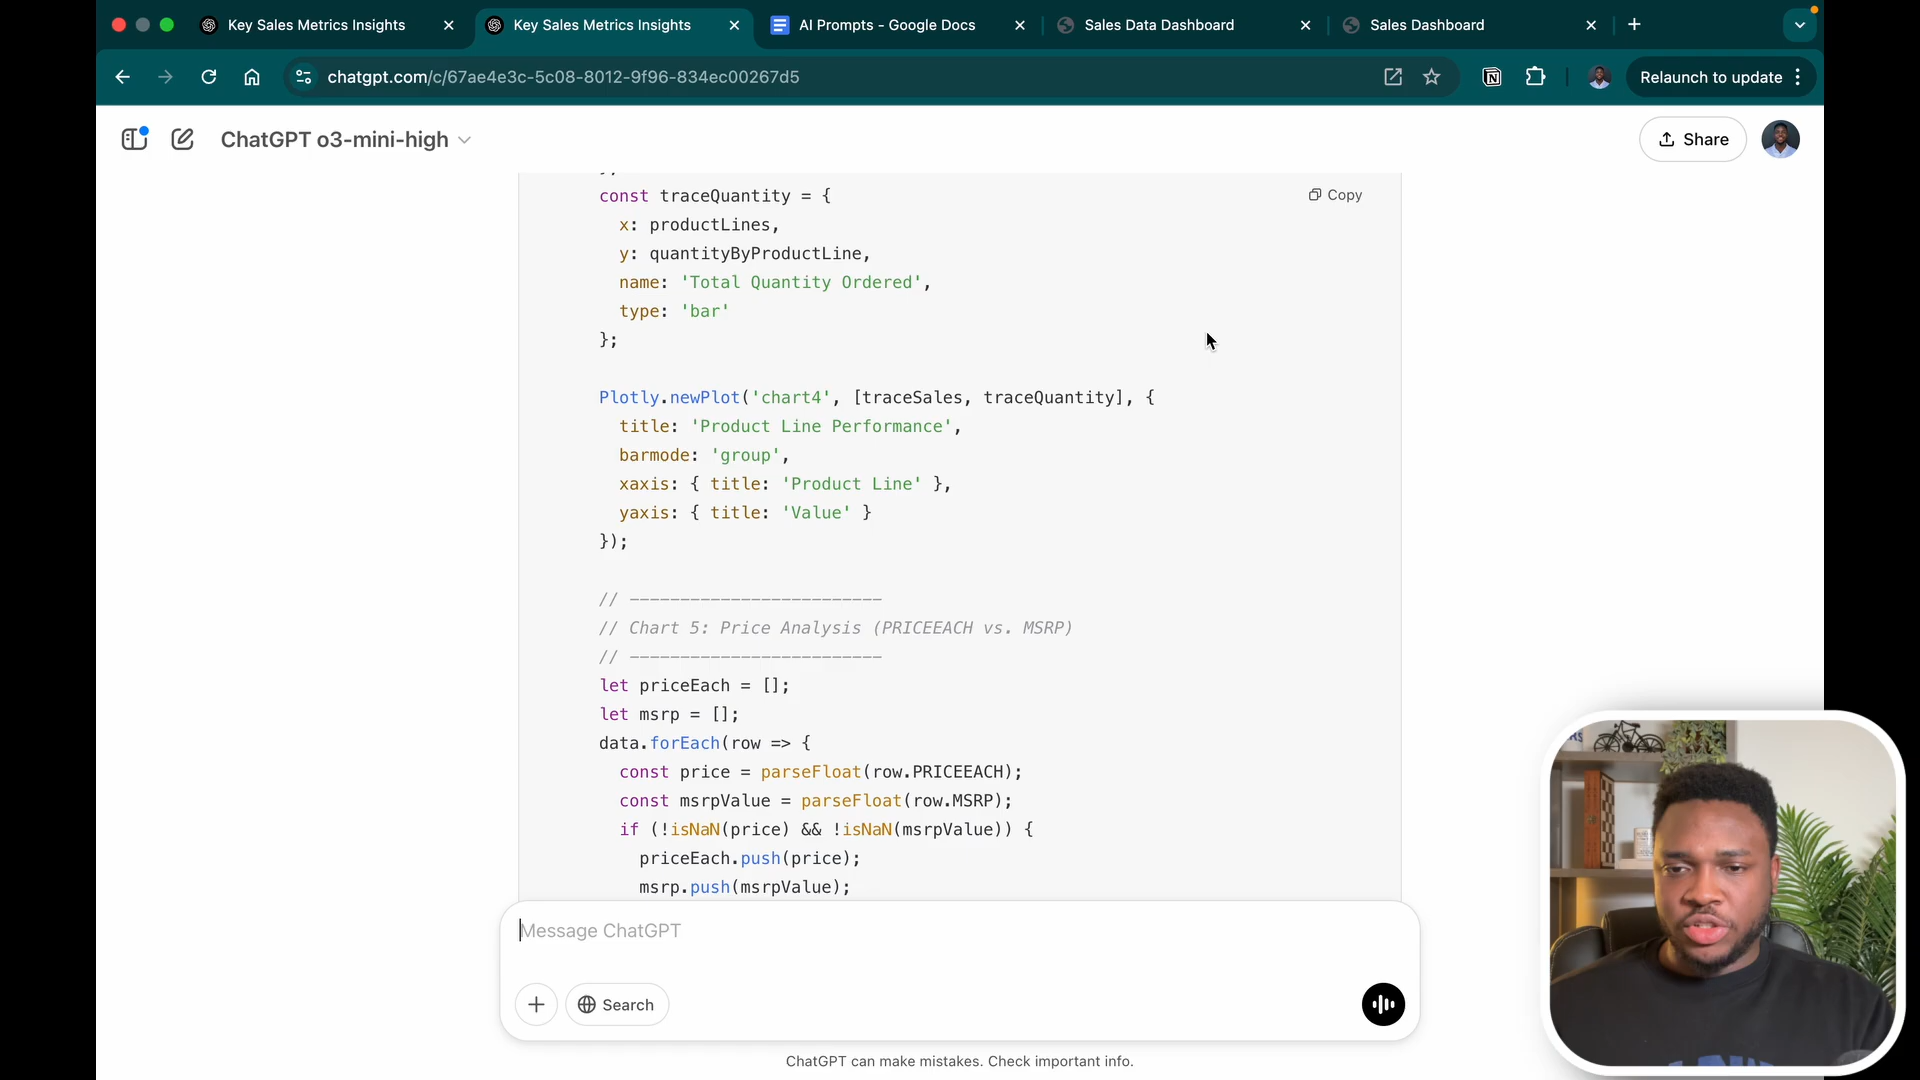 Key Sales Metrics Insights
Key Sales Metrics Insights
AI Prompts - Google Docs
Sales Data Dashboard
Sales Dashboard
chatgpt.com/c/67ae4e3c-5c08-8012-9f96-834ec00267d5
Relaunch to update
ChatGPT o3-mini-high
Share
Copy
const traceQuantity = {
x: productLines,
y: quantityByProductLine,
name: 'Total Quantity Ordered',
type: 'bar'
};
Plotly.newPlot('chart4', [traceSales, traceQuantity], {
title: 'Product Line Performance',
barmode: 'group',
xaxis: { title: 'Product Line' },
yaxis: { title: 'Value' }
});
// -------------------------
// Chart 5: Price Analysis (PRICEEACH vs. MSRP)
// -------------------------
let priceEach = [];
let msrp = [];
data.forEach(row => {
const price = parseFloat(row.PRICEEACH);
const msrpValue = parseFloat(row.MSRP);
if (!isNaN(price) && !isNaN(msrpValue)) {
priceEach.push(price);
msrp.push(msrpValue);
Message ChatGPT
Search
ChatGPT can make mistakes. Check important info.